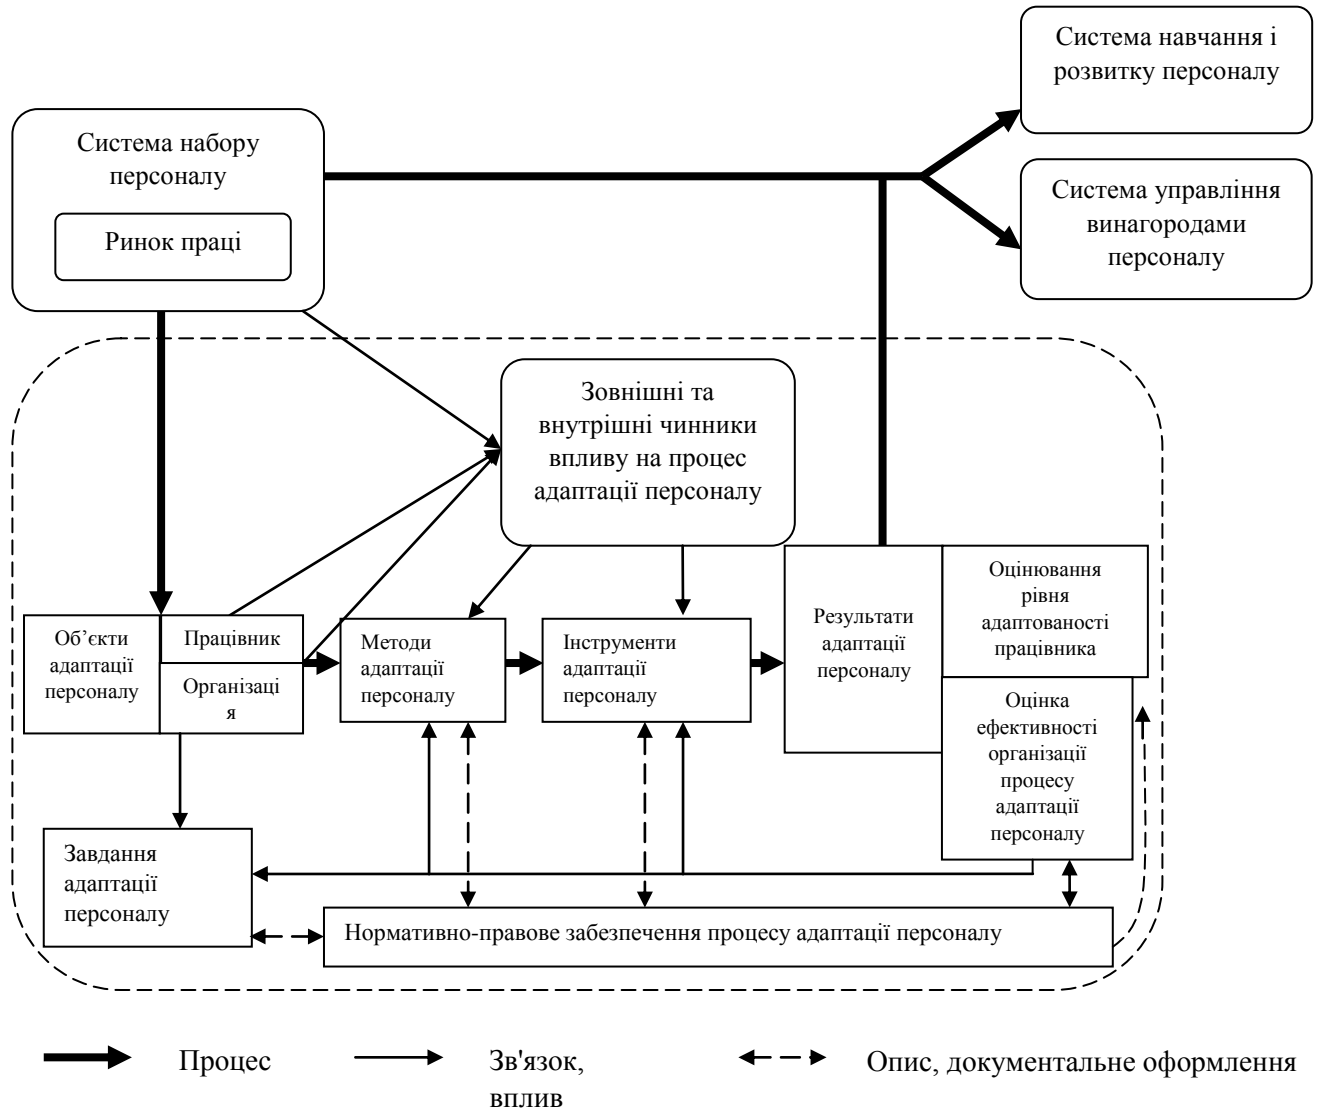 Система навчання і
розвитку персоналу
Система набору
персоналу
Ринок праці
Система управління
винагородами
персоналу
Зовнішні та
внутрішні чинники
впливу на процес
адаптації персоналу
Об’єкти
адаптації
персоналу
Працівник
Організаці
я
Методи
адаптації
персоналу
Інструменти
адаптації
персоналу
Результати
адаптації
персоналу
Оцінювання
рівня
адаптованості
працівника
Оцінка
ефективності
організації
процесу
адаптації
персоналу
Завдання
адаптації
персоналу
Нормативно-правове забезпечення процесу адаптації персоналу
Процес
Зв'язок,
вплив
Опис, документальне оформлення